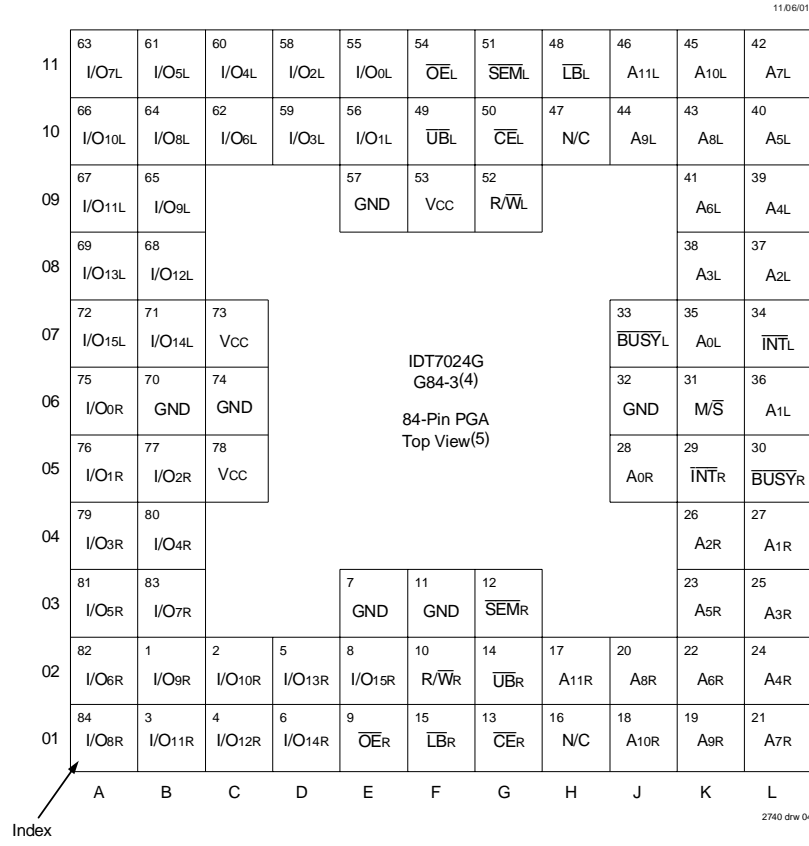 11/06/01
63 61 60 58 55 54 51 48 46 45 42
11 I/O7L I/O5L I/O4L I/O2L I/O0L OEL SEML LBL A11L A10L A7L
66 64 62 59 56 49 50 47 44 43 40
10 I/O10L I/O8L I/O6L I/O3L I/O1L UBL CEL N/C A9L A8L A5L
67 65 57 53 52 41 39
09 I/O11L I/O9L GND VCC R/WL A6L A4L
69 68 38 37
08 I/O13L I/O12L A3L A2L
72 71 73 33 35 34
07 I/O15L I/O14L VCC BUSYL A0L INTL
IDT7024G
G84-3(4)
75 70 74 32 31 36
06 I/O0R GND GND GND M/S A1L
84-Pin PGA
Top View(5)
76 77 78 28 29 30
05 I/O1R I/O2R VCC A0R INTR BUSYR
79 80 26 27
04 I/O3R I/O4R A2R A1R
81 83 7 11 12 23 25
03 I/O5R I/O7R GND GND SEMR A5R A3R
82 1 2 5 8 10 14 17 20 22 24
02 I/O6R I/O9R I/O10R I/O13R I/O15R R/WR UBR A11R A8R A6R A4R
84 3 4 6 9 15 13 16 18 19 21
01 I/O8R I/O11R I/O12R I/O14R OER LBR CER N/C A10R A9R A7R
A B C D E F G H J K L
2740 drw 04
Index